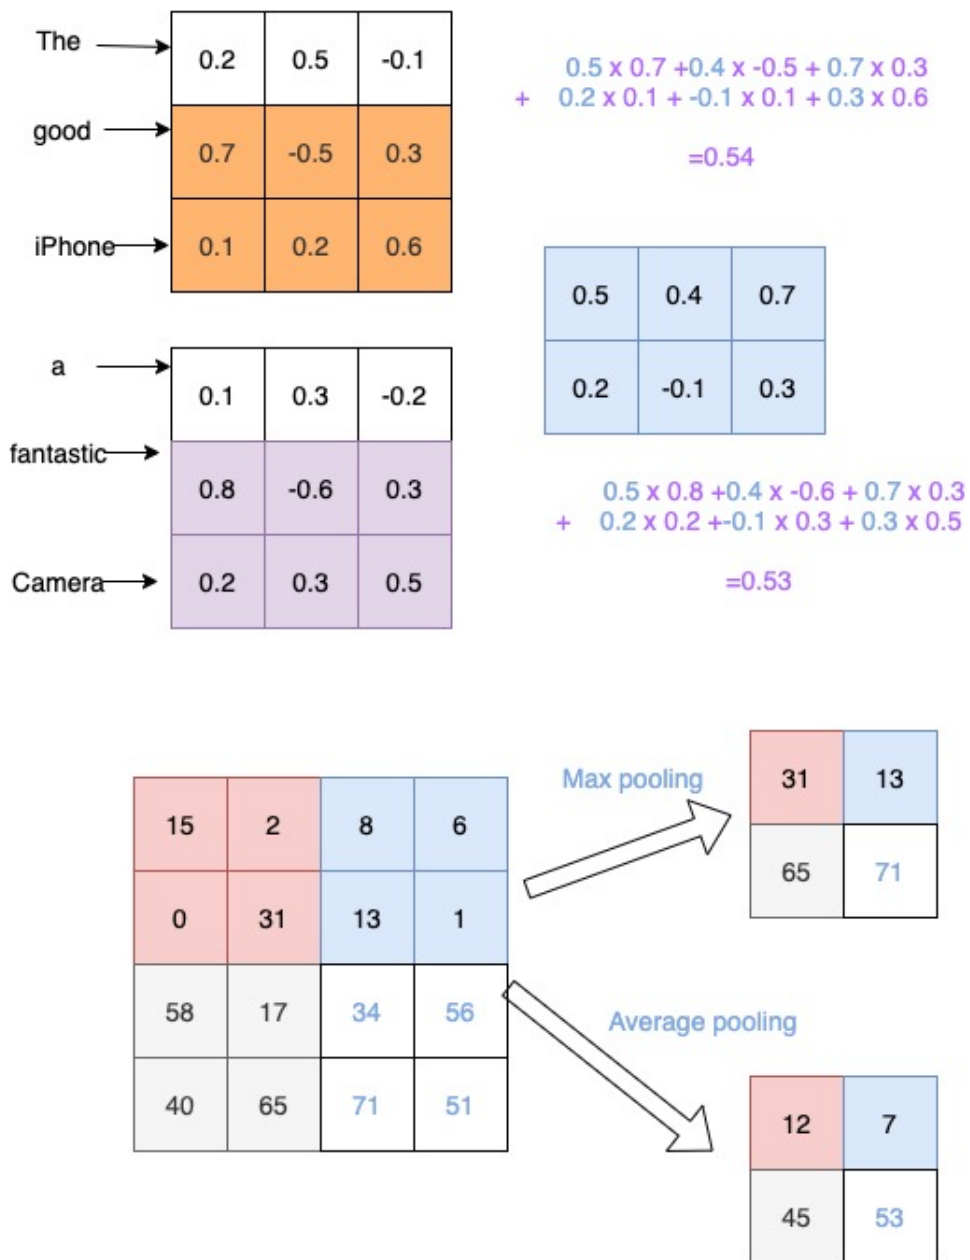 The
0.2 0.5 -0.1
good
0.7 -0.5 0.3
iPhone
0.1 0.2 0.6
0.5 x 0.7 +0.4 x -0.5 + 0.7 x 0.3
+ 0.2 x 0.1 + -0.1 x 0.1 + 0.3 x 0.6
=0.54
0.5 0.4 0.7
0.2 -0.1 0.3
a
0.1 0.3 -0.2
fantastic
0.8 -0.6 0.3
Camera
0.2 0.3 0.5
0.5 x 0.8 +0.4 x -0.6 + 0.7 x 0.3
+ 0.2 x 0.2 +-0.1 x 0.3 + 0.3 x 0.5
=0.53
15 2 8 6
0 31 13 1
58 17 34 56
40 65 71 51
Max pooling
31 13
65 71
Average pooling
12 7
45 53